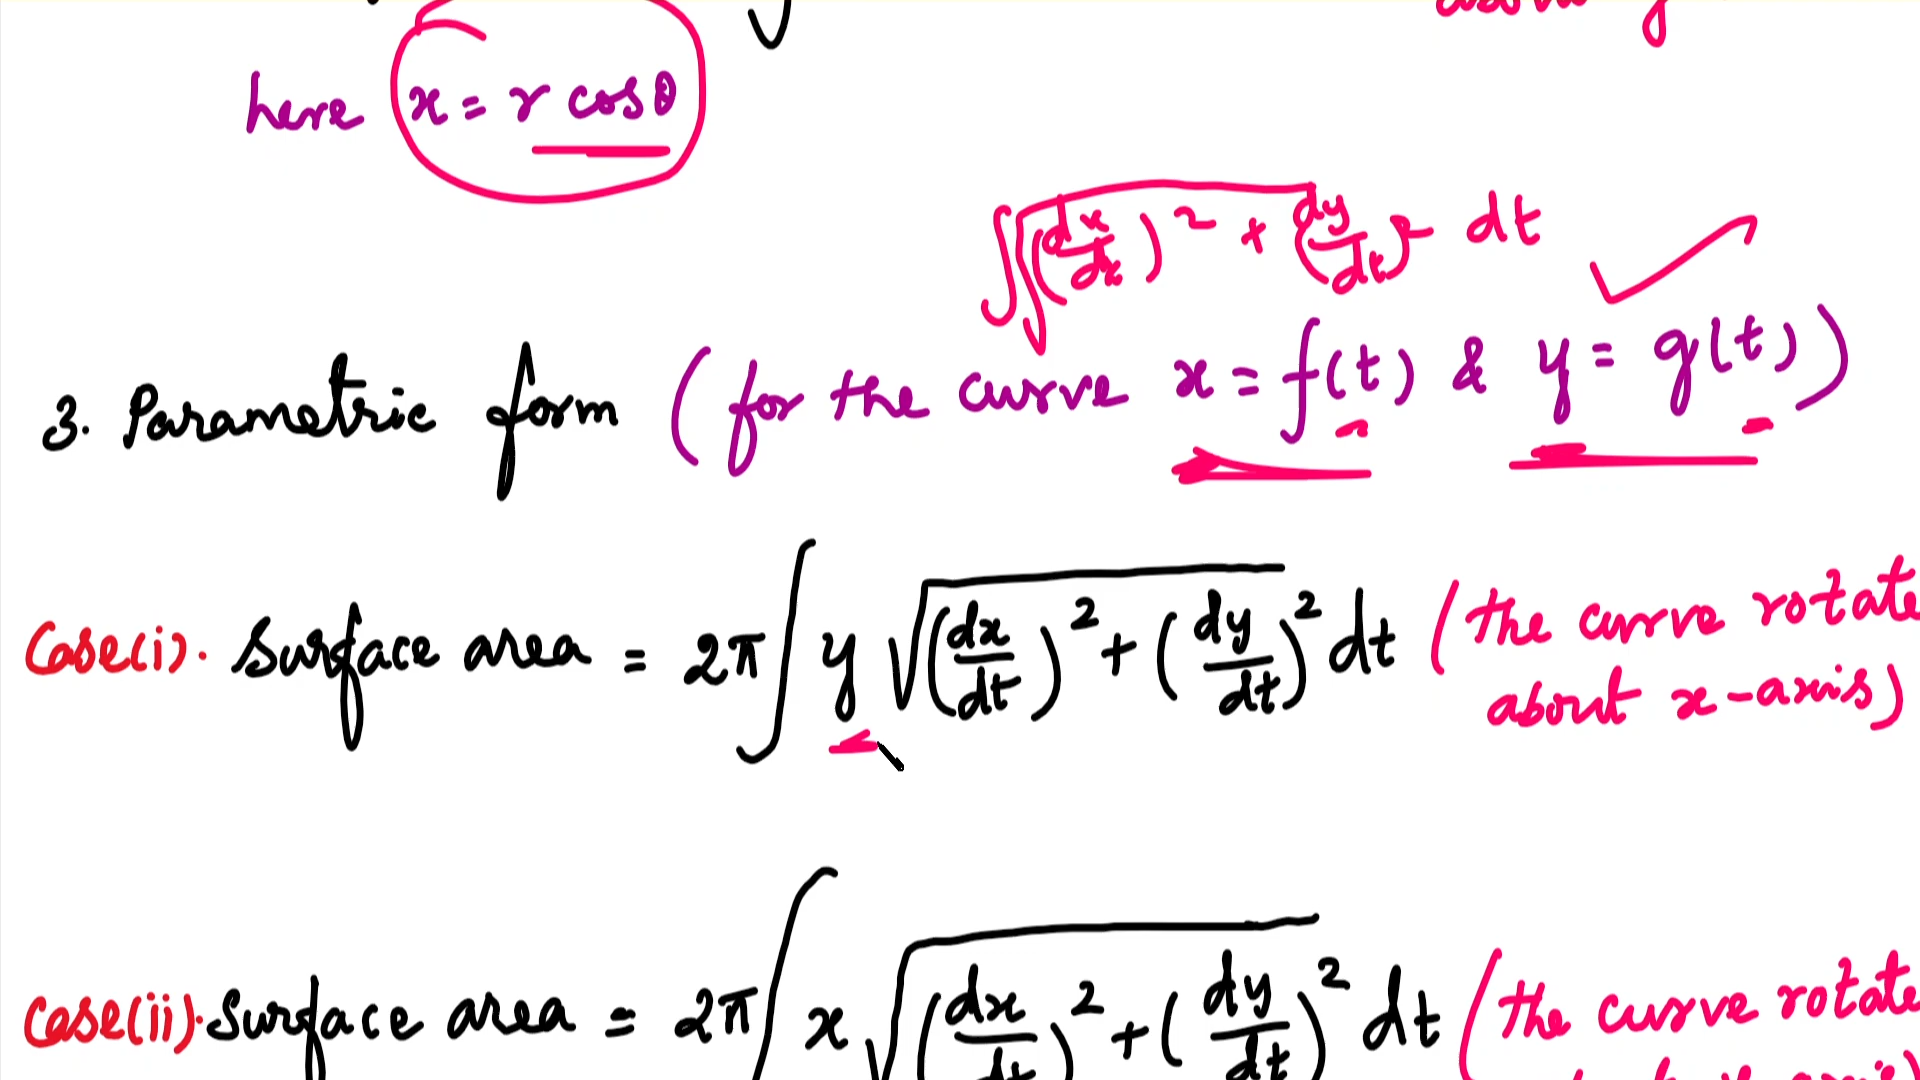 here x = r cosθ
∫√(dx/dx)² + (dy/dt)² dt
3. Parametric form (for the curve x = f(t) & y = g(t))
Case(i). Surface area = 2π ∫ y √(dx/dt)² + (dy/dt)² dt (the curve rotate
about x-axis)
Case(ii). Surface area = 2π ∫ x √(dx/dt)² + (dy/dt)² dt (the curve rotate